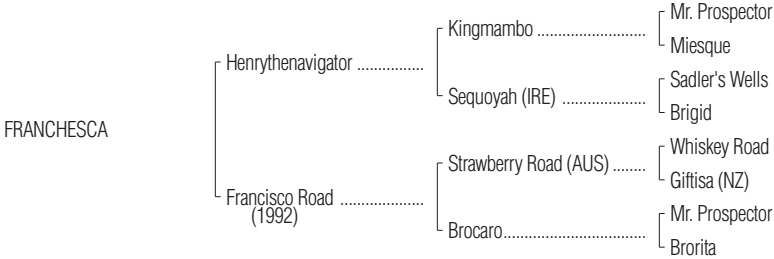 Mr. Prospector
Kingmambo ..........................
Miesque
Henrythenavigator ................
Sadler's Wells
Sequoyah (IRE) ....................
Brigid
FRANCHESCA
Whiskey Road
Strawberry Road (AUS) ........
Giftisa (NZ)
Francisco Road ....................
(1992)
Mr. Prospector
Brocaro..................................
Brorita